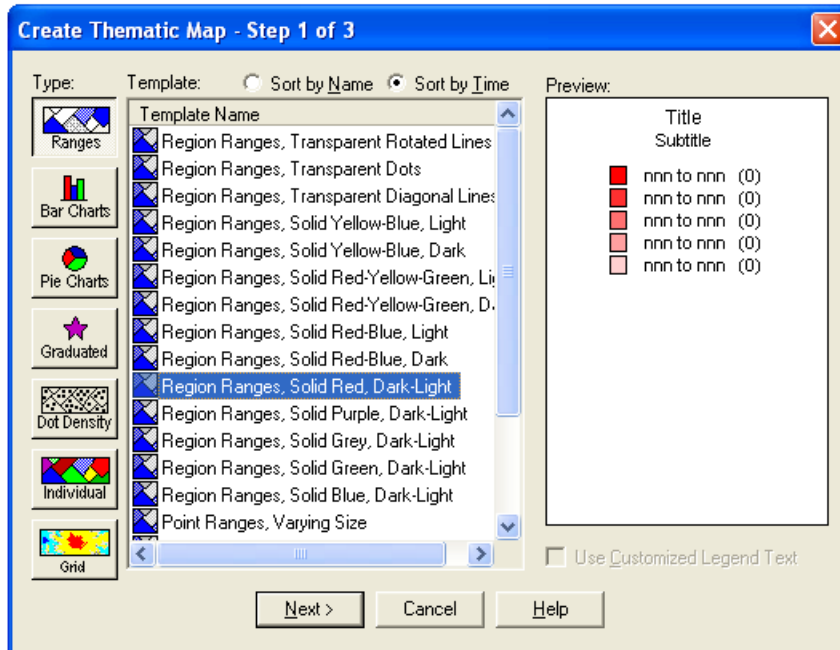 Create Thematic Map - Step 1 of 3
Type:
Ranges
Bar Charts
Pie Charts
Graduated
Dot Density
Individual
Grid
Template: Sort by Name Sort by Time
Template Name
Region Ranges, Transparent Rotated Lines
Region Ranges, Transparent Dots
Region Ranges, Transparent Diagonal Lines
Region Ranges, Solid Yellow-Blue, Light
Region Ranges, Solid Yellow-Blue, Dark
Region Ranges, Solid Red-Yellow-Green, Li
Region Ranges, Solid Red-Yellow-Green, D
Region Ranges, Solid Red-Blue, Light
Region Ranges, Solid Red-Blue, Dark
Region Ranges, Solid Red, Dark-Light
Region Ranges, Solid Purple, Dark-Light
Region Ranges, Solid Grey, Dark-Light
Region Ranges, Solid Green, Dark-Light
Region Ranges, Solid Blue, Dark-Light
Point Ranges, Varying Size
Preview:
Title
Subtitle
nnn to nnn (0)
nnn to nnn (0)
nnn to nnn (0)
nnn to nnn (0)
nnn to nnn (0)
Use Customized Legend Text
Next > Cancel Help